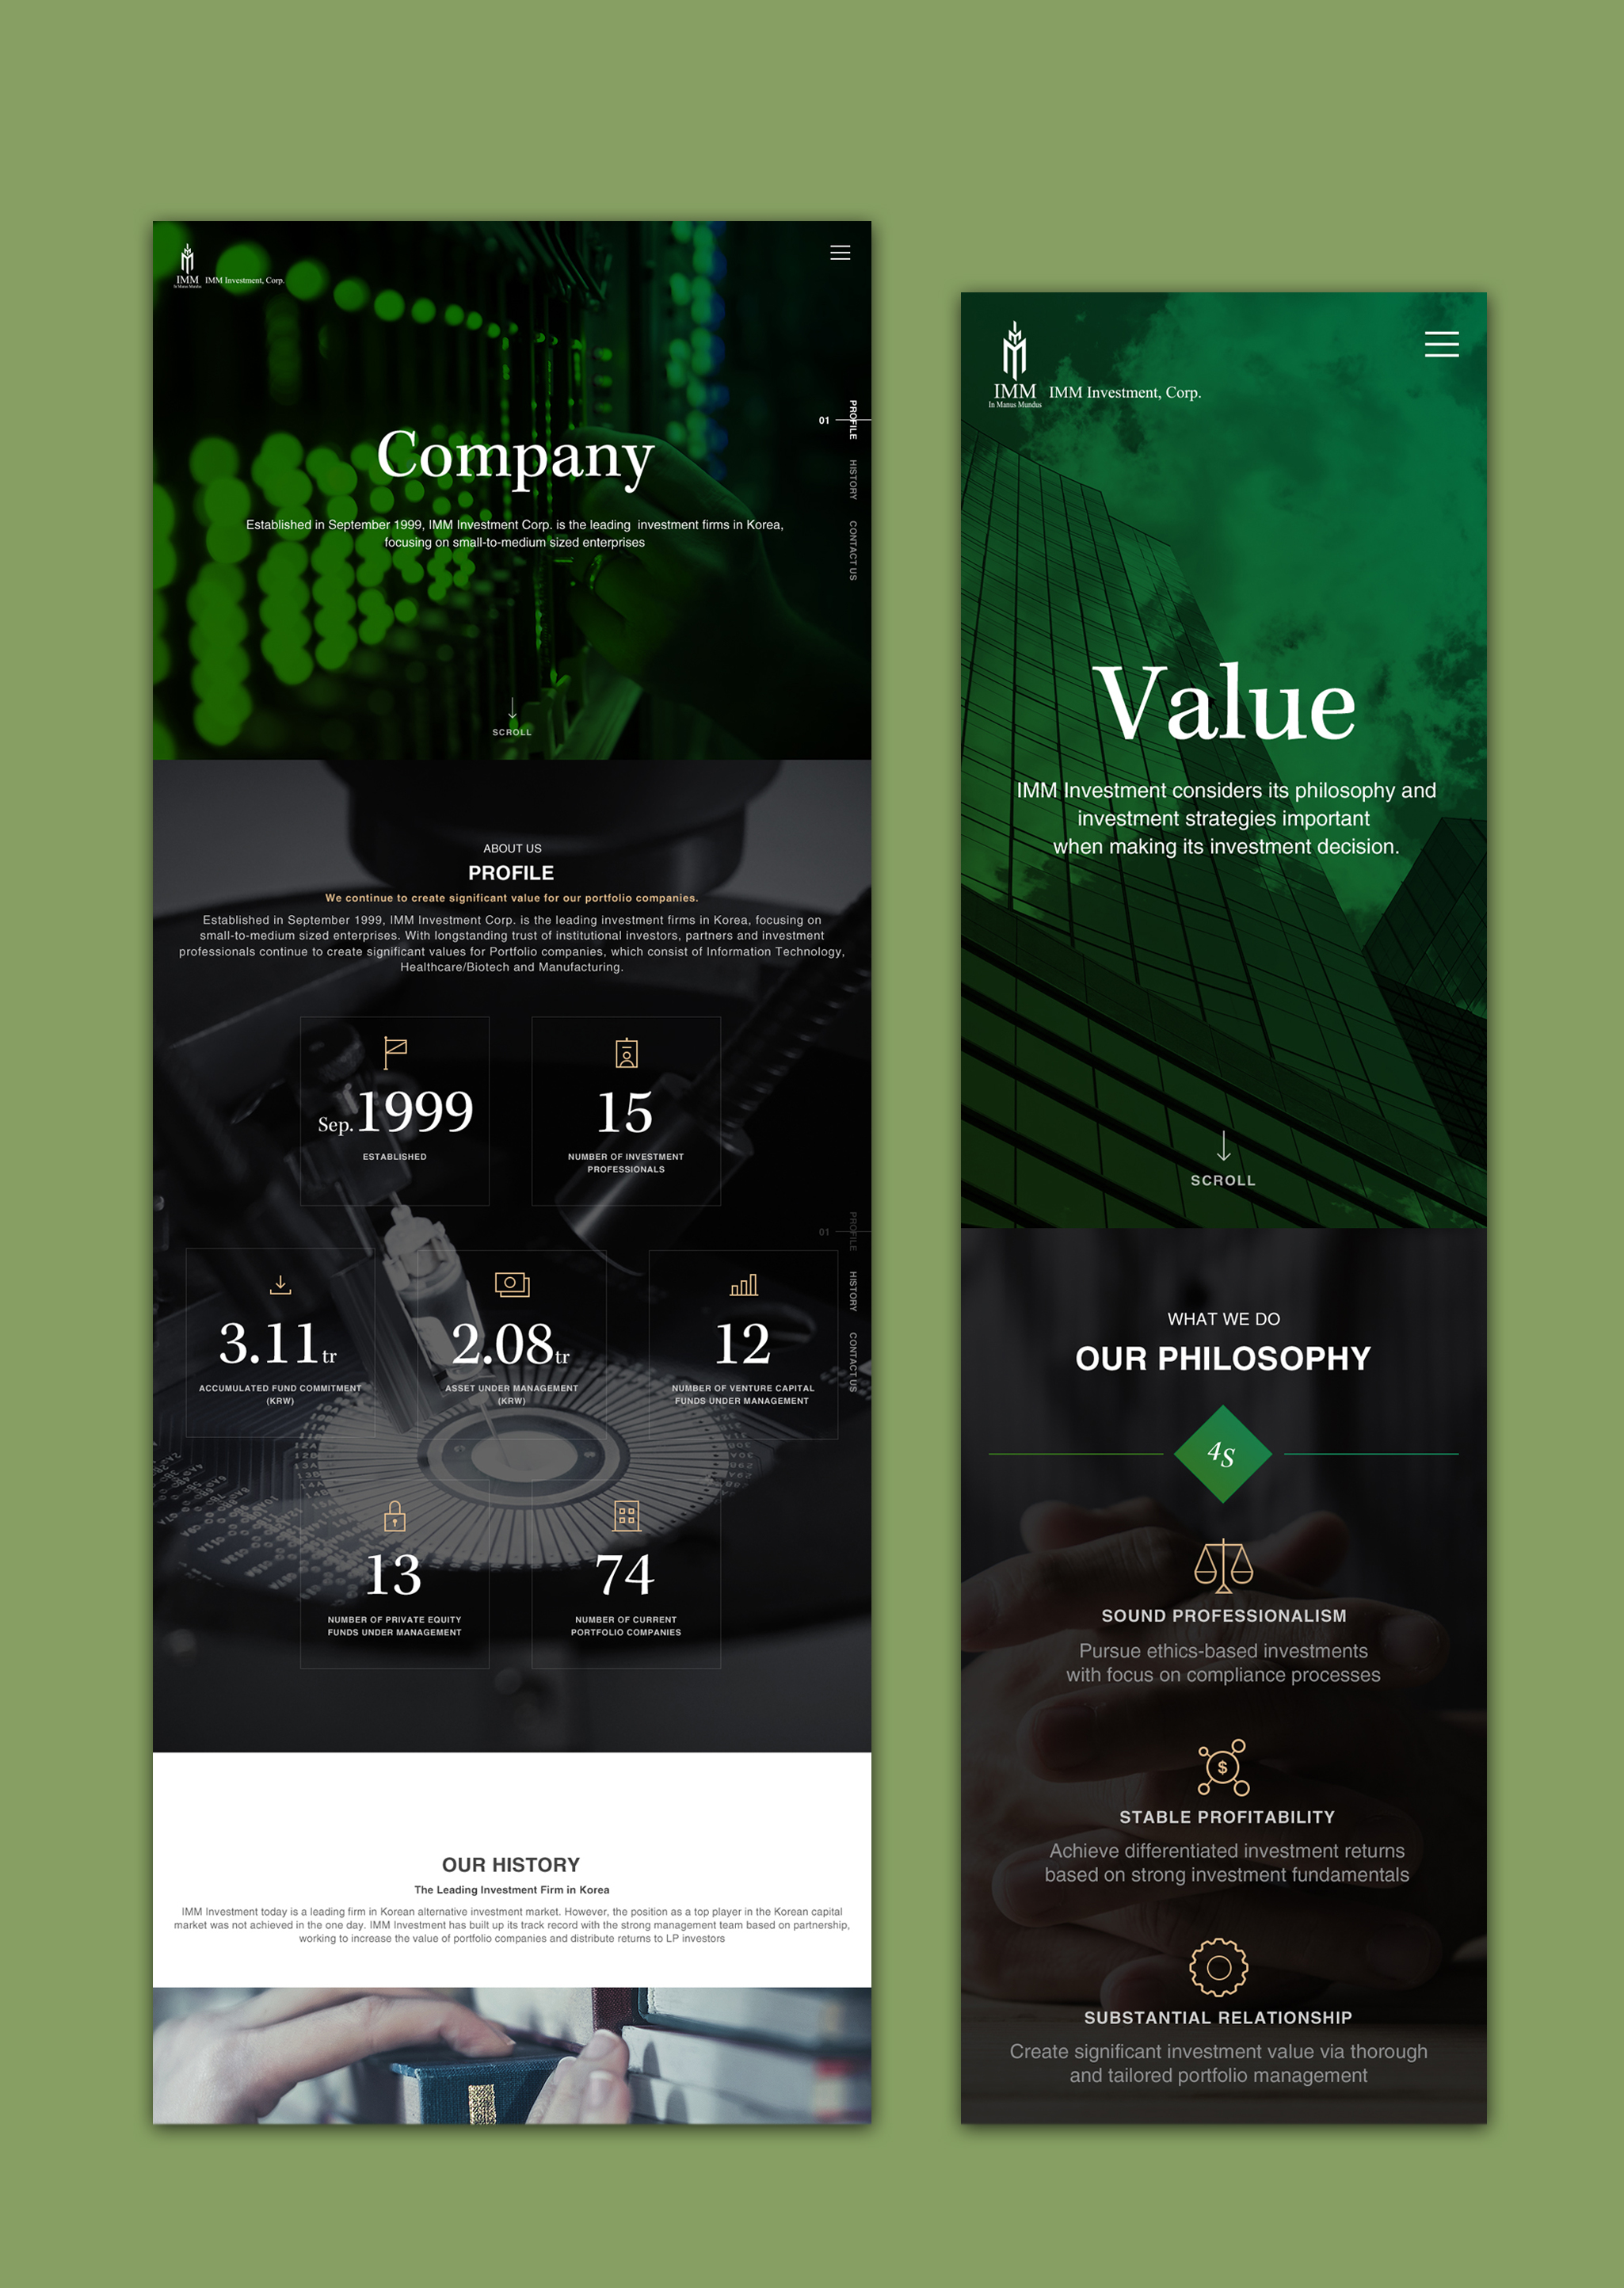 IMM
In Manus Mundus
IMM Investment, Corp.
Company
Established in September 1999, IMM Investment Corp. is the leading investment firms in Korea,
focusing on small-to-medium sized enterprises
01
PROFILE
HISTORY
CONTACT US
SCROLL
ABOUT US
PROFILE
We continue to create significant value for our portfolio companies.
Established in September 1999, IMM Investment Corp. is the leading investment firms in Korea, focusing on
small-to-medium sized enterprises. With longstanding trust of institutional investors, partners and investment
professionals continue to create significant values for Portfolio companies, which consist of Information Technology,
Healthcare/Biotech and Manufacturing.
Sep.1999
ESTABLISHED
15
NUMBER OF INVESTMENT
PROFESSIONALS
01
PROFILE
HISTORY
CONTACT US
3.11tr
ACCUMULATED FUND COMMITMENT
(KRW)
2.08tr
ASSET UNDER MANAGEMENT
(KRW)
12
NUMBER OF VENTURE CAPITAL
FUNDS UNDER MANAGEMENT
13
NUMBER OF PRIVATE EQUITY
FUNDS UNDER MANAGEMENT
74
NUMBER OF CURRENT
PORTFOLIO COMPANIES
OUR HISTORY
The Leading Investment Firm in Korea
IMM Investment today is a leading firm in Korean alternative investment market. However, the position as a top player in the Korean capital
market was not achieved in the one day. IMM Investment has built up its track record with the strong management team based on partnership,
working to increase the value of portfolio companies and distribute returns to LP investors
IMM
In Manus Mundus
IMM Investment, Corp.
Value
IMM Investment considers its philosophy and
investment strategies important
when making its investment decision.
SCROLL
WHAT WE DO
OUR PHILOSOPHY
4S
SOUND PROFESSIONALISM
Pursue ethics-based investments
with focus on compliance processes
$
STABLE PROFITABILITY
Achieve differentiated investment returns
based on strong investment fundamentals
SUBSTANTIAL RELATIONSHIP
Create significant investment value via thorough
and tailored portfolio management